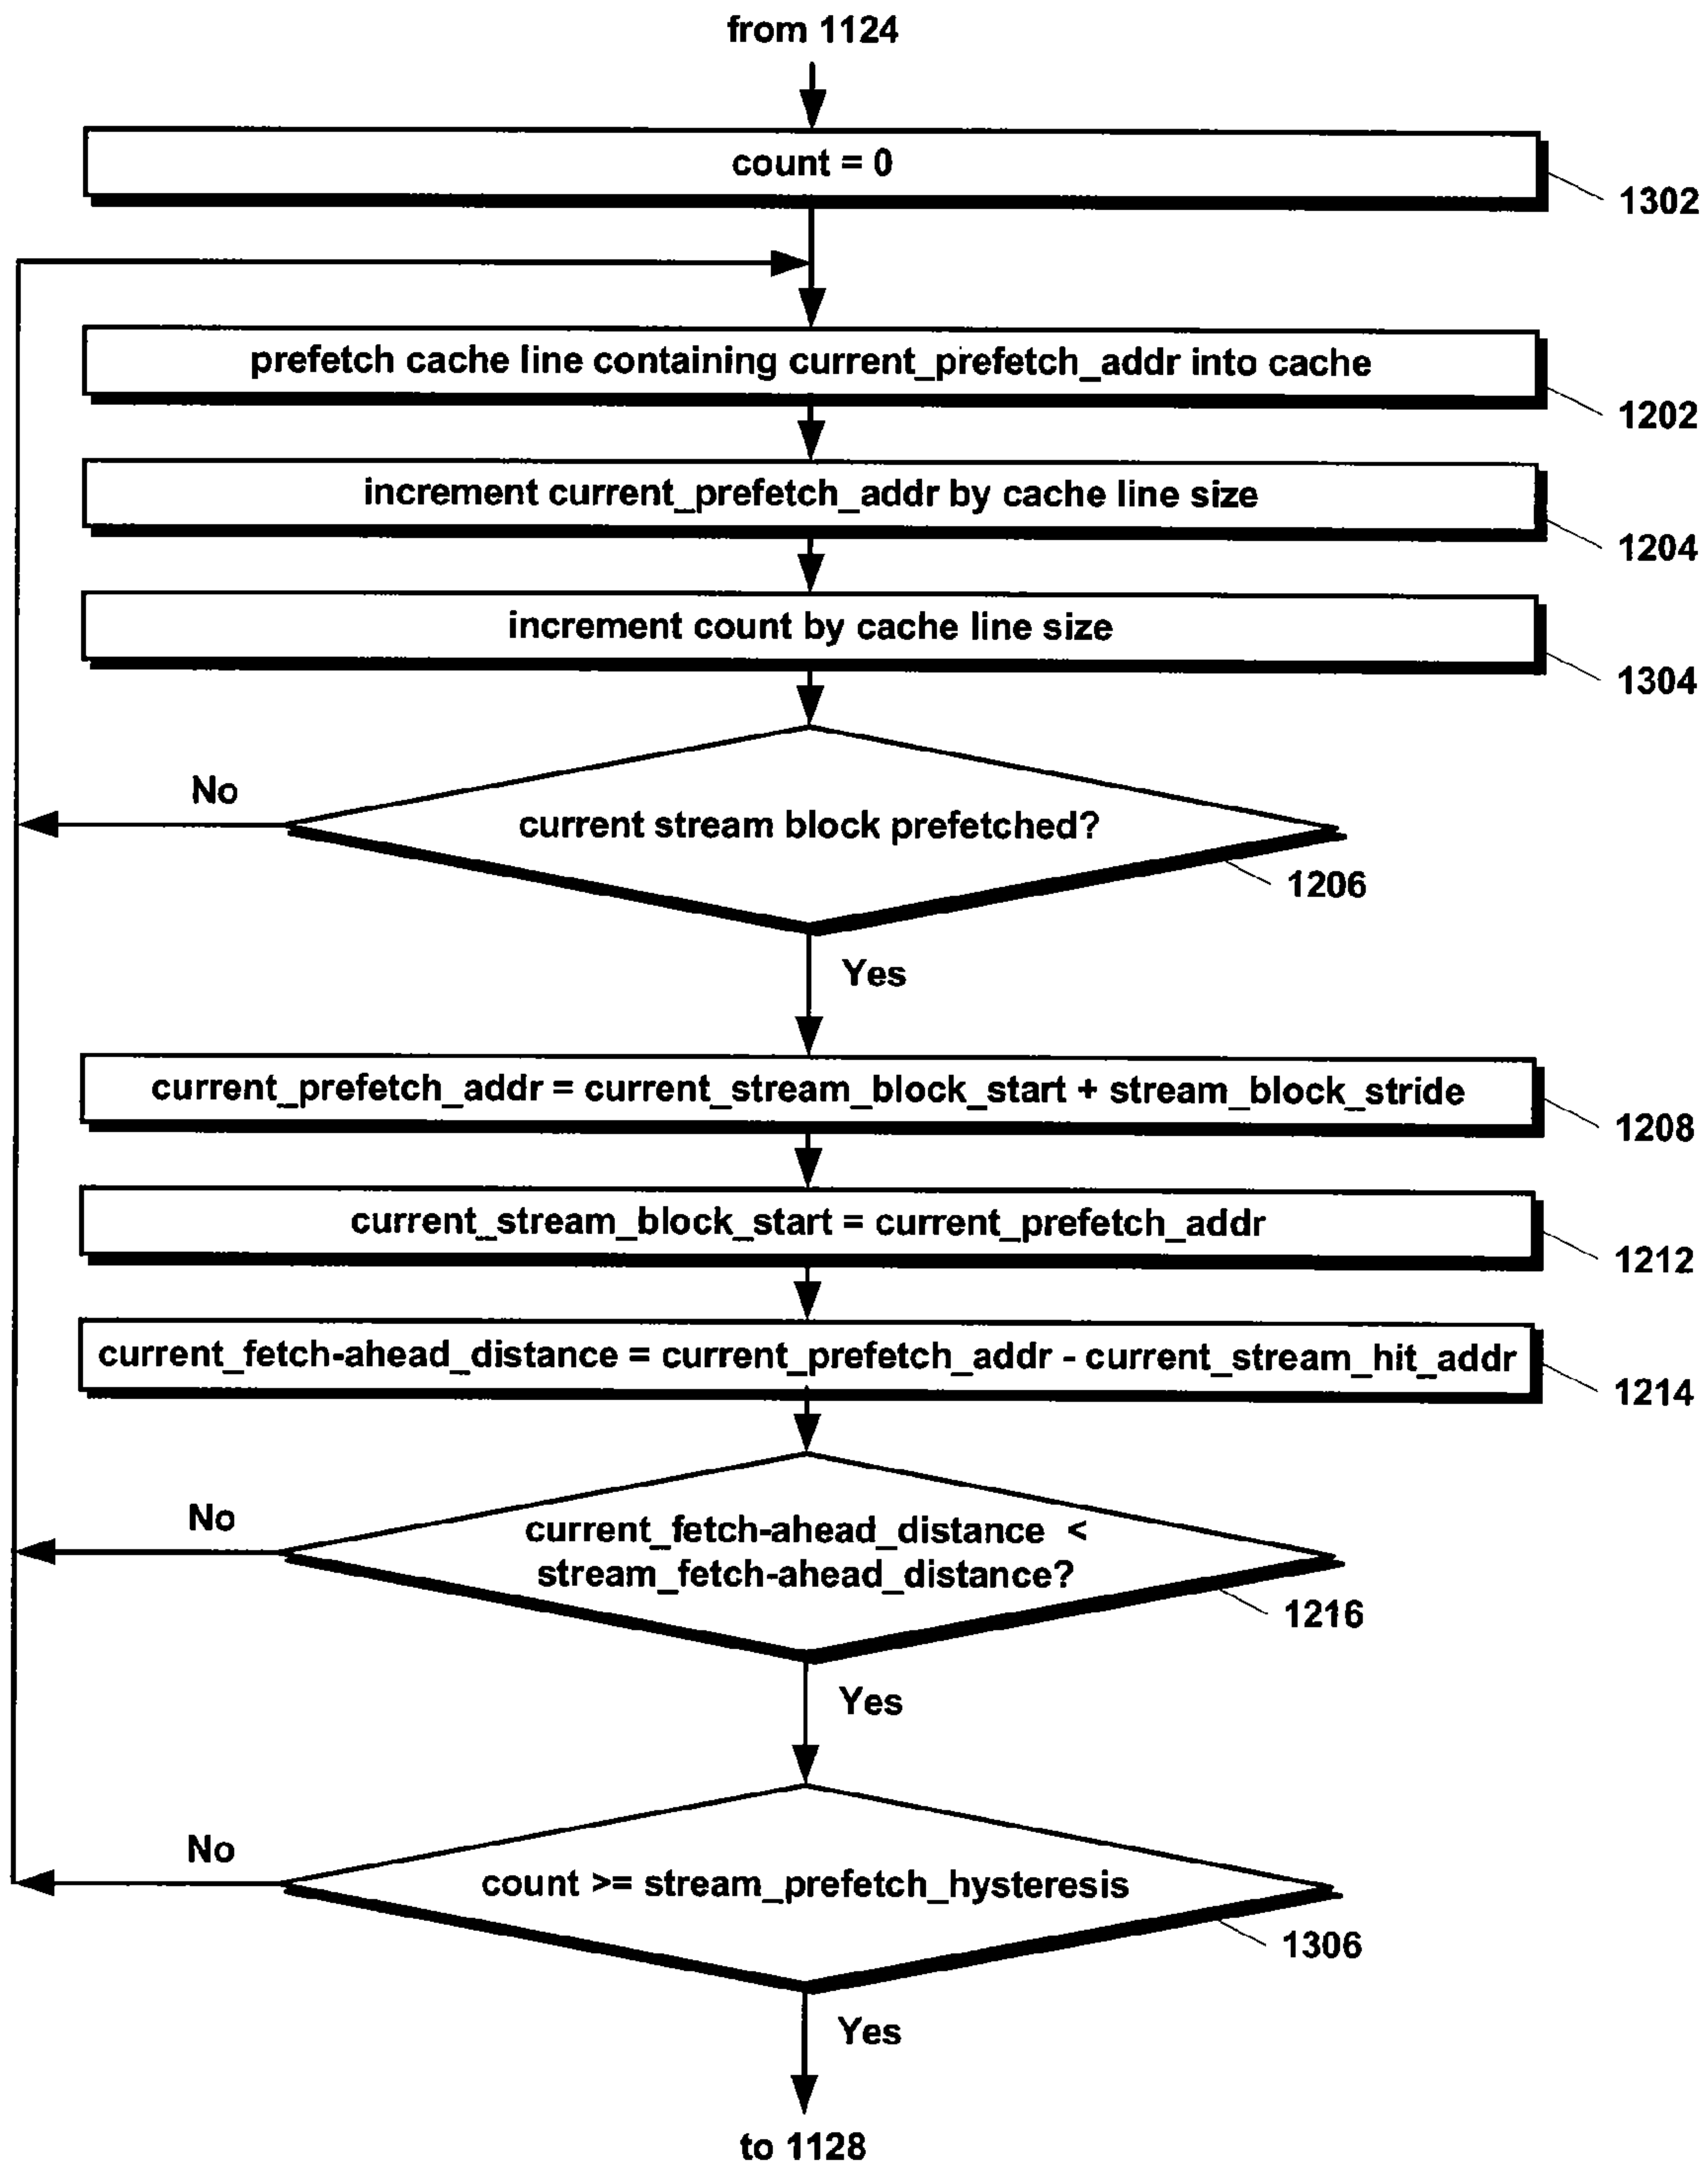 from 1124
count = 0
1302
prefetch cache line containing current_prefetch_addr into cache
1202
increment current_prefetch_addr by cache line size
1204
increment count by cache line size
1304
No
current stream block prefetched?
1206
Yes
current_prefetch_addr = current_stream_block_start + stream_block_stride
1208
current_stream_block_start = current_prefetch_addr
1212
current_fetch-ahead_distance = current_prefetch_addr - current_stream_hit_addr
1214
No
current_fetch-ahead_distance <
stream_fetch-ahead_distance?
1216
Yes
No
count >= stream_prefetch_hysteresis
1306
Yes
to 1128